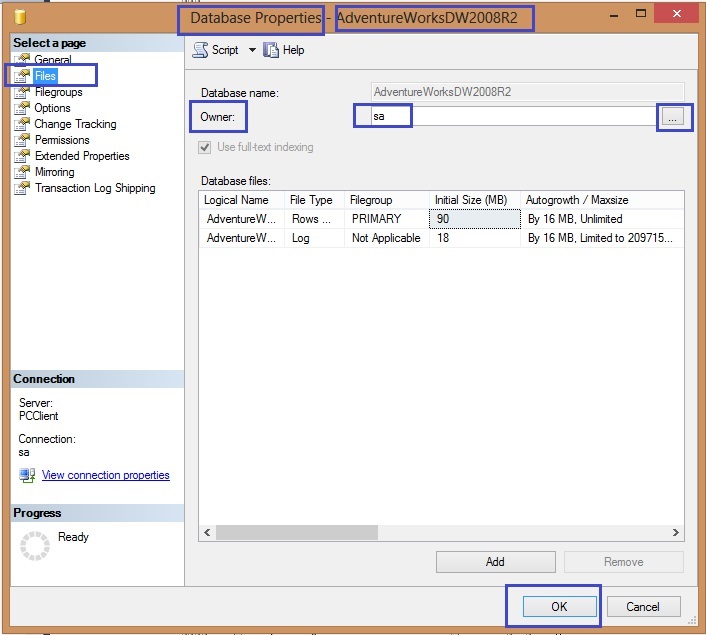 Database Properties - AdventureWorksDW2008R2
Select a page
General
Files
Filegroups
Options
Change Tracking
Permissions
Extended Properties
Mirroring
Transaction Log Shipping
Script Help
Database name: AdventureWorksDW2008R2
Owner: sa ...
Use full-text indexing
Database files:
Logical Name File Type Filegroup Initial Size (MB) Autogrowth / Maxsize
AdventureW... Rows ... PRIMARY 90 By 16 MB, Unlimited
AdventureW... Log Not Applicable 18 By 16 MB, Limited to 209715...
Connection
Server:
PCClient
Connection:
sa
View connection properties
Progress
Ready
Add Remove
OK Cancel